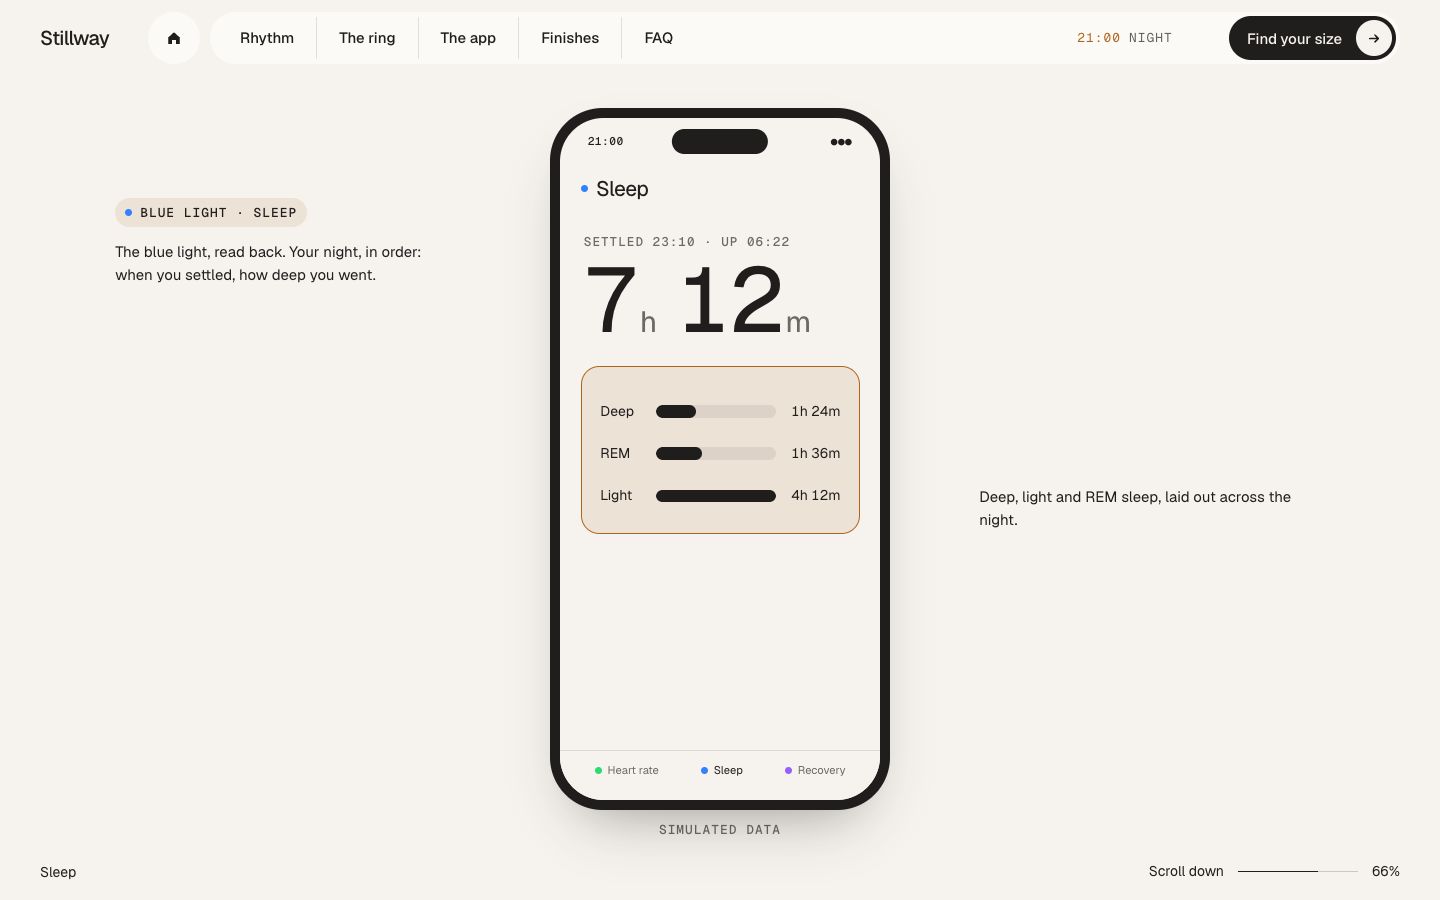 Stillway
Rhythm
The ring
The app
Finishes
FAQ
21:00 NIGHT
Find your size
21:00
Sleep
BLUE LIGHT · SLEEP
The blue light, read back. Your night, in order:
when you settled, how deep you went.
SETTLED 23:10 · UP 06:22
7h 12m
Deep 1h 24m
REM 1h 36m
Light 4h 12m
Deep, light and REM sleep, laid out across the
night.
Heart rate
Sleep
Recovery
SIMULATED DATA
Sleep
Scroll down
66%